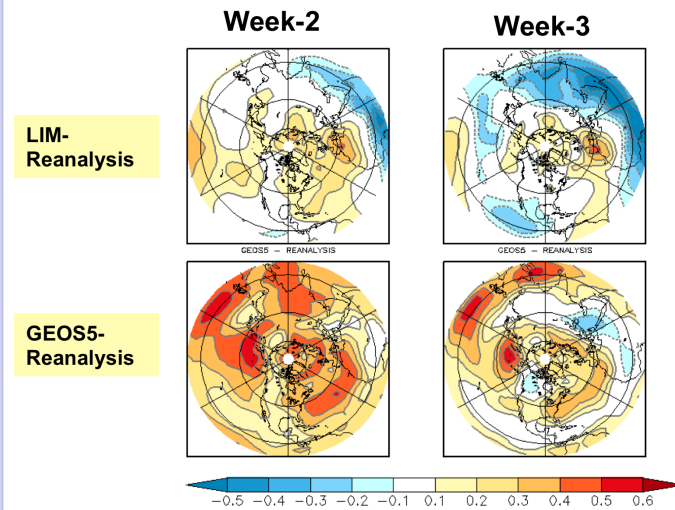 Week-2
Week-3
LIM-
Reanalysis
GEOS5 - REANALYSIS
GEOS5 - REANALYSIS
GEOS5-
Reanalysis
-0.5 -0.4 -0.3 -0.2 -0.1 0.1 0.2 0.3 0.4 0.5 0.6